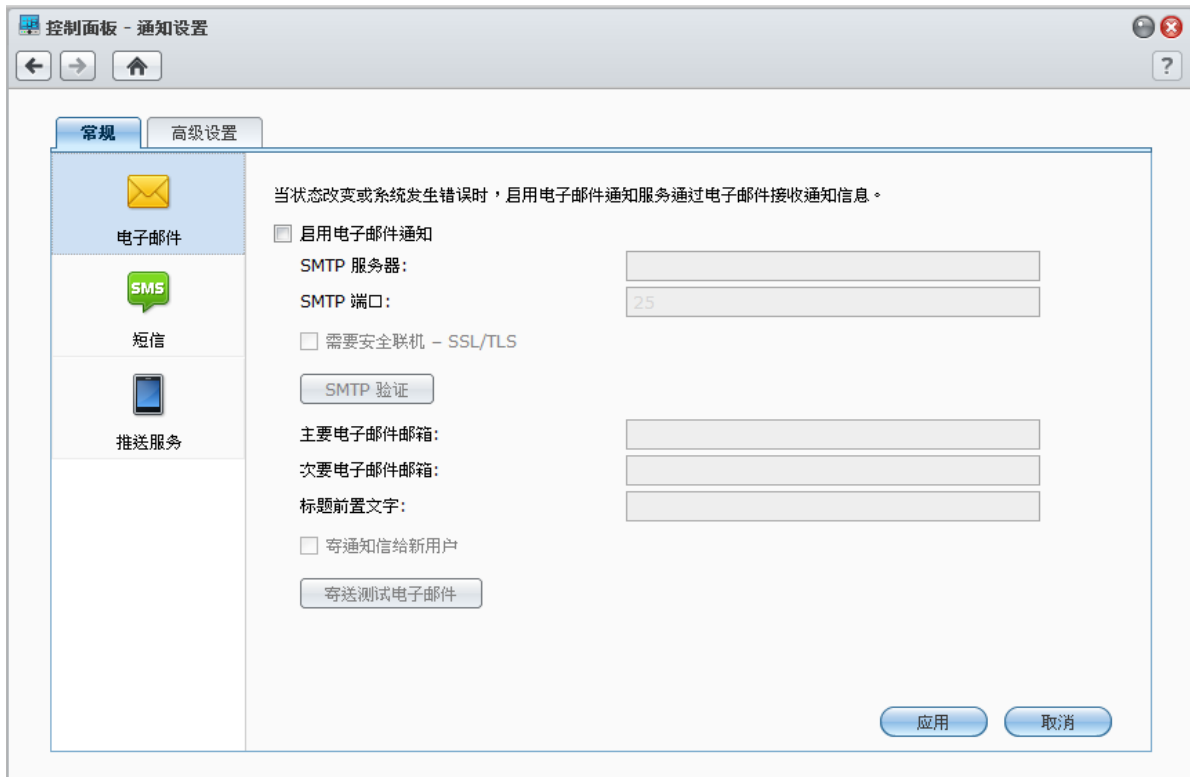 控制面板 - 通知设置
?
常规 高级设置
电子邮件
SMS
短信
推送服务
当状态改变或系统发生错误时，启用电子邮件通知服务通过电子邮件接收通知信息。
启用电子邮件通知
SMTP 服务器:
SMTP 端口: 25
需要安全联机 – SSL/TLS
SMTP 验证
主要电子邮件邮箱:
次要电子邮件邮箱:
标题前置文字:
寄通知信给新用户
寄送测试电子邮件
应用 取消